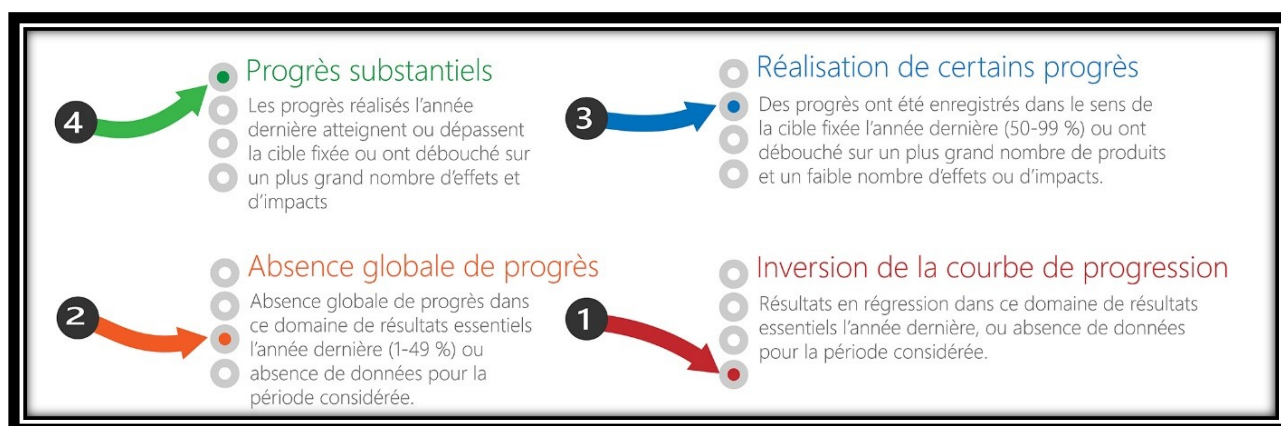 4
Progrès substantiels
Les progrès réalisés l’année
dernière atteignent ou dépassent
la cible fixée ou ont débouché sur
un plus grand nombre d’effets et
d’impacts
3
Réalisation de certains progrès
Des progrès ont été enregistrés dans le sens de
la cible fixée l’année dernière (50-99 %) ou ont
débouché sur un plus grand nombre de produits
et un faible nombre d’effets ou d’impacts.
2
Absence globale de progrès
Absence globale de progrès dans
ce domaine de résultats essentiels
l’année dernière (1-49 %) ou
absence de données pour la
période considérée.
1
Inversion de la courbe de progression
Résultats en régression dans ce domaine de résultats
essentiels l’année dernière, ou absence de données
pour la période considérée.